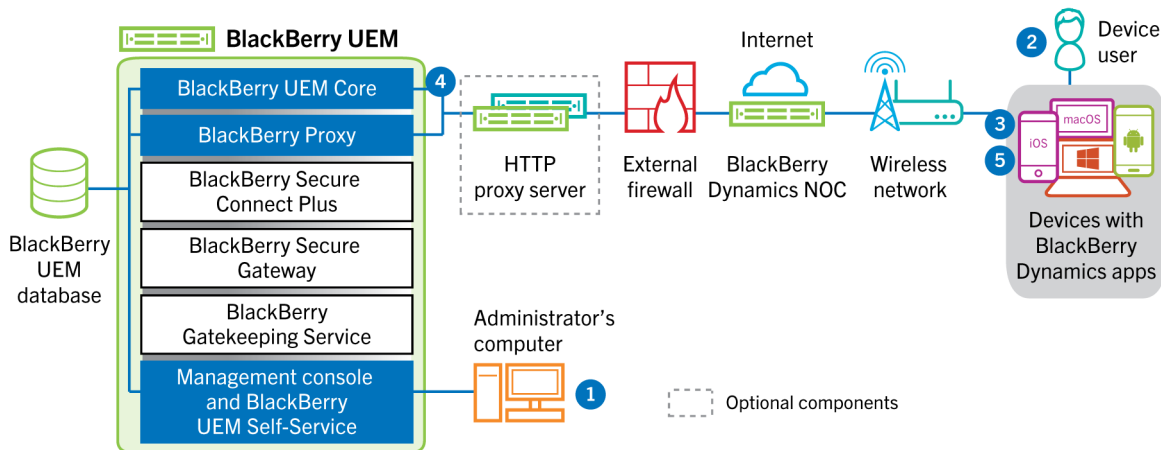 BlackBerry UEM
BlackBerry UEM Core
BlackBerry Proxy
BlackBerry Secure
Connect Plus
BlackBerry Secure
Gateway
BlackBerry
Gatekeeping Service
Management console
and BlackBerry
UEM Self-Service
BlackBerry
UEM
database
4
HTTP
proxy server
External
firewall
Internet
BlackBerry
Dynamics NOC
Wireless
network
2
Device
user
3
5
iOS
macOS
Devices with
BlackBerry
Dynamics apps
Administrator’s
computer
1
Optional components